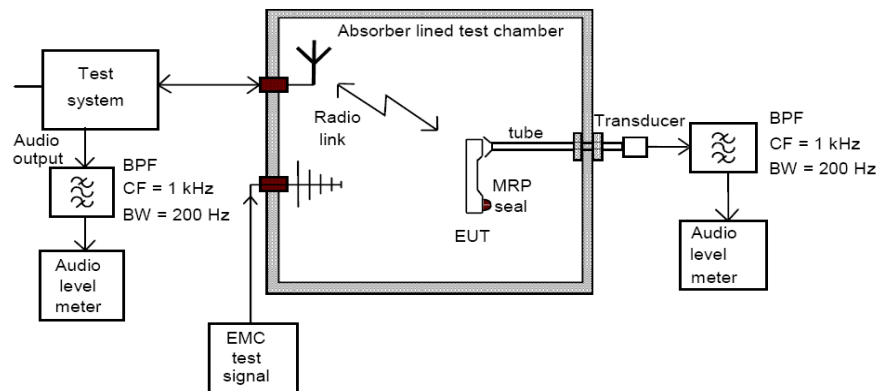 Absorber lined test chamber
Test
system
Radio
link
Audio
output
BPF
CF = 1 kHz
BW = 200 Hz
Audio
level
meter
EMC
test
signal
tube
MRP
seal
EUT
Transducer
BPF
CF = 1 kHz
BW = 200 Hz
Audio
level
meter